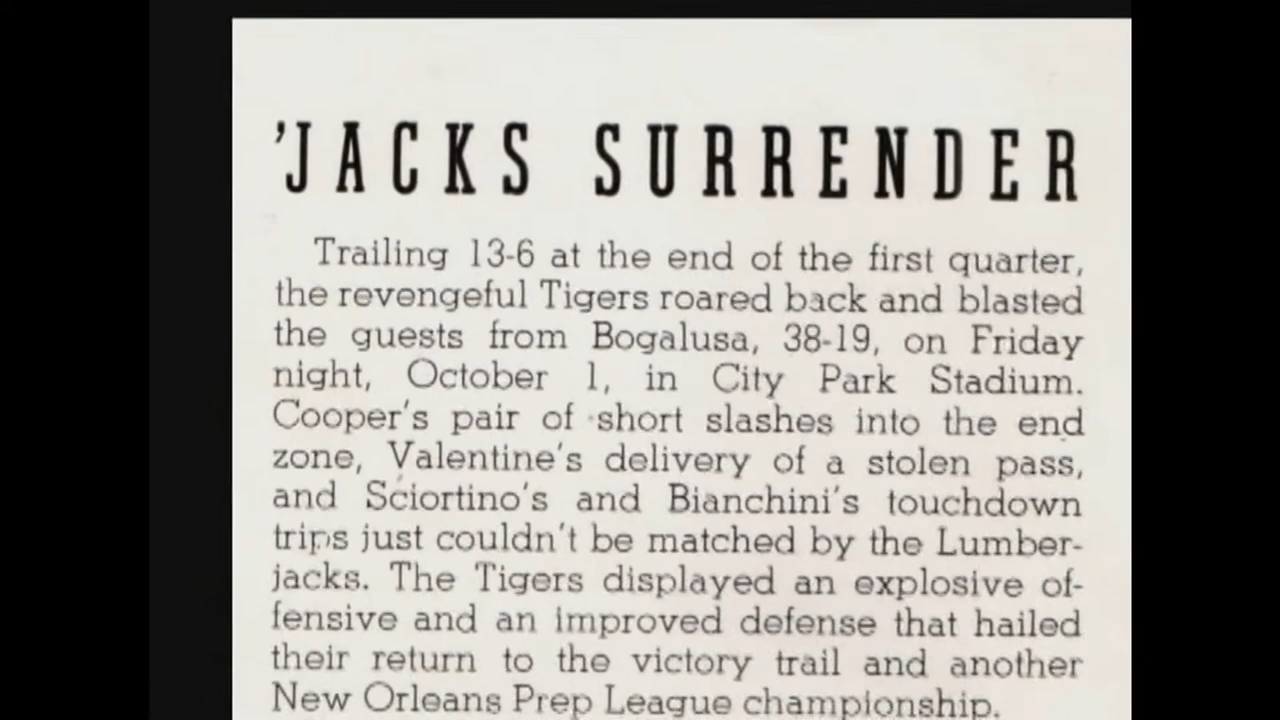 'JACKS SURRENDER
Trailing 13-6 at the end of the first quarter,
the revengeful Tigers roared back and blasted
the guests from Bogalusa, 38-19, on Friday
night, October 1, in City Park Stadium.
Cooper's pair of short slashes into the end
zone, Valentine's delivery of a stolen pass,
and Sciortino's and Bianchini's touchdown
trips just couldn't be matched by the Lumber-
jacks. The Tigers displayed an explosive of-
fensive and an improved defense that hailed
their return to the victory trail and another
New Orleans Prep League championship.